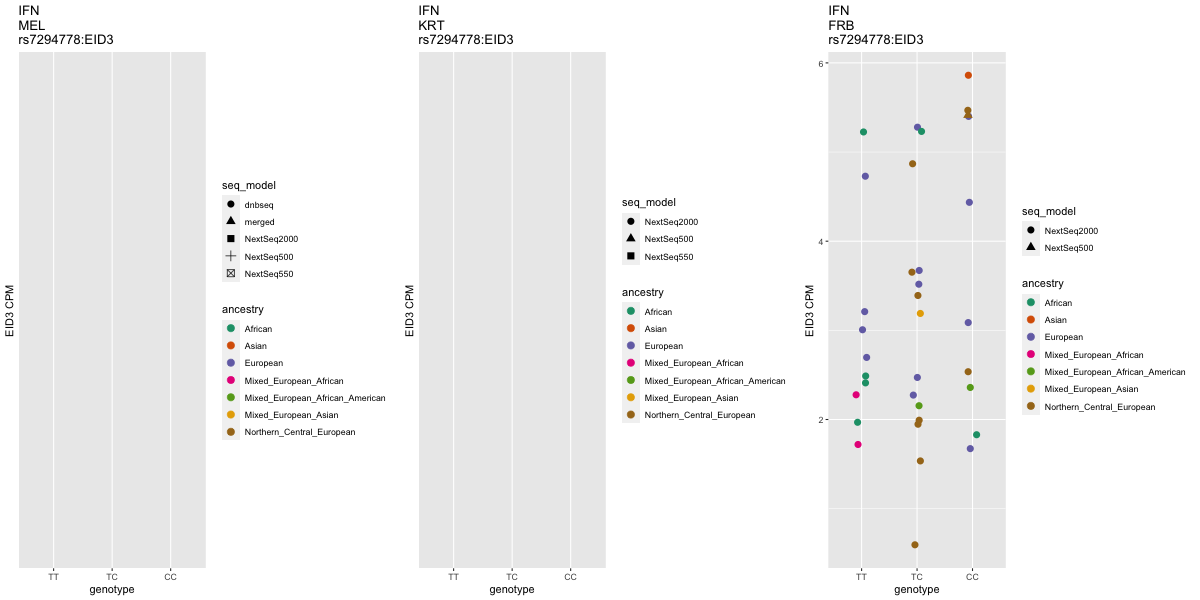 IFN
MEL
rs7294778:EID3
EID3 CPM
TT
TC
CC
genotype
seq_model
dnbseq
merged
NextSeq2000
NextSeq500
NextSeq550
ancestry
African
Asian
European
Mixed_European_African
Mixed_European_African_American
Mixed_European_Asian
Northern_Central_European
IFN
KRT
rs7294778:EID3
EID3 CPM
TT
TC
CC
genotype
seq_model
NextSeq2000
NextSeq500
NextSeq550
ancestry
African
Asian
European
Mixed_European_African
Mixed_European_African_American
Mixed_European_Asian
Northern_Central_European
IFN
FRB
rs7294778:EID3
EID3 CPM
6
4
2
TT
TC
CC
genotype
seq_model
NextSeq2000
NextSeq500
ancestry
African
Asian
European
Mixed_European_African
Mixed_European_African_American
Mixed_European_Asian
Northern_Central_European